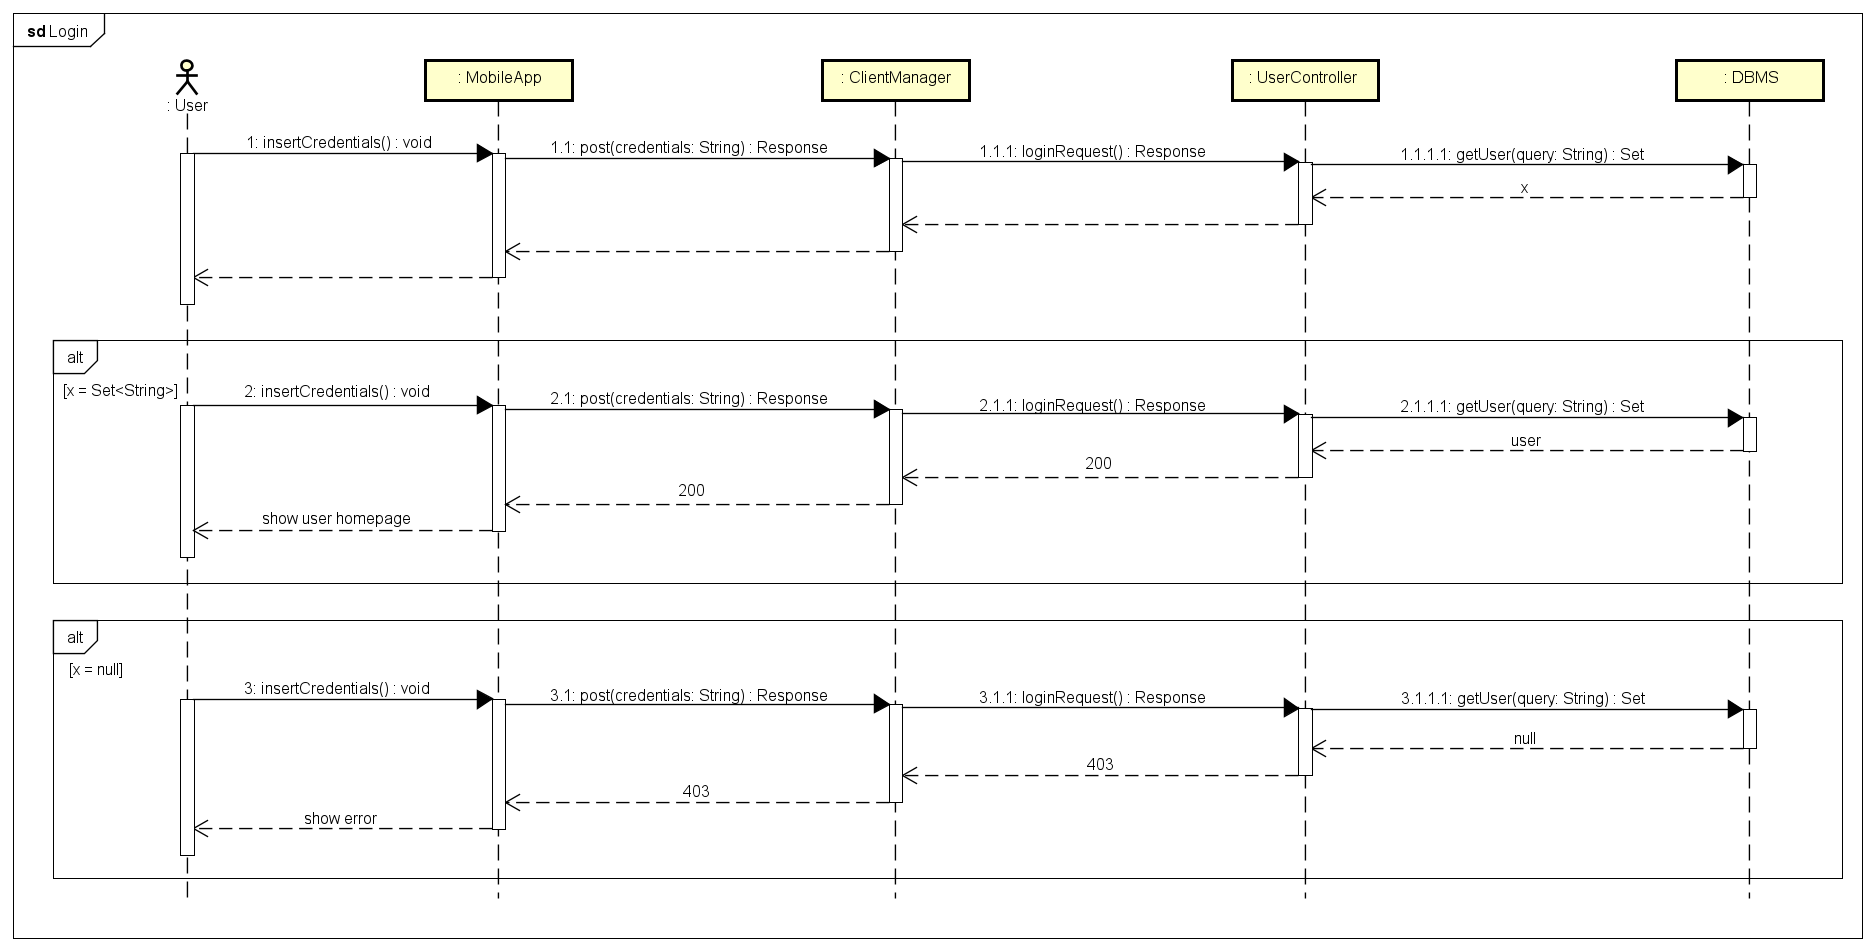 sd Login
: User
: MobileApp
: ClientManager
: UserController
: DBMS
1: insertCredentials() : void
1.1: post(credentials: String) : Response
1.1.1: loginRequest() : Response
1.1.1.1: getUser(query: String) : Set
x
alt
[x = Set<String>]
2: insertCredentials() : void
2.1: post(credentials: String) : Response
2.1.1: loginRequest() : Response
2.1.1.1: getUser(query: String) : Set
user
200
200
show user homepage
alt
[x = null]
3: insertCredentials() : void
3.1: post(credentials: String) : Response
3.1.1: loginRequest() : Response
3.1.1.1: getUser(query: String) : Set
null
403
403
show error